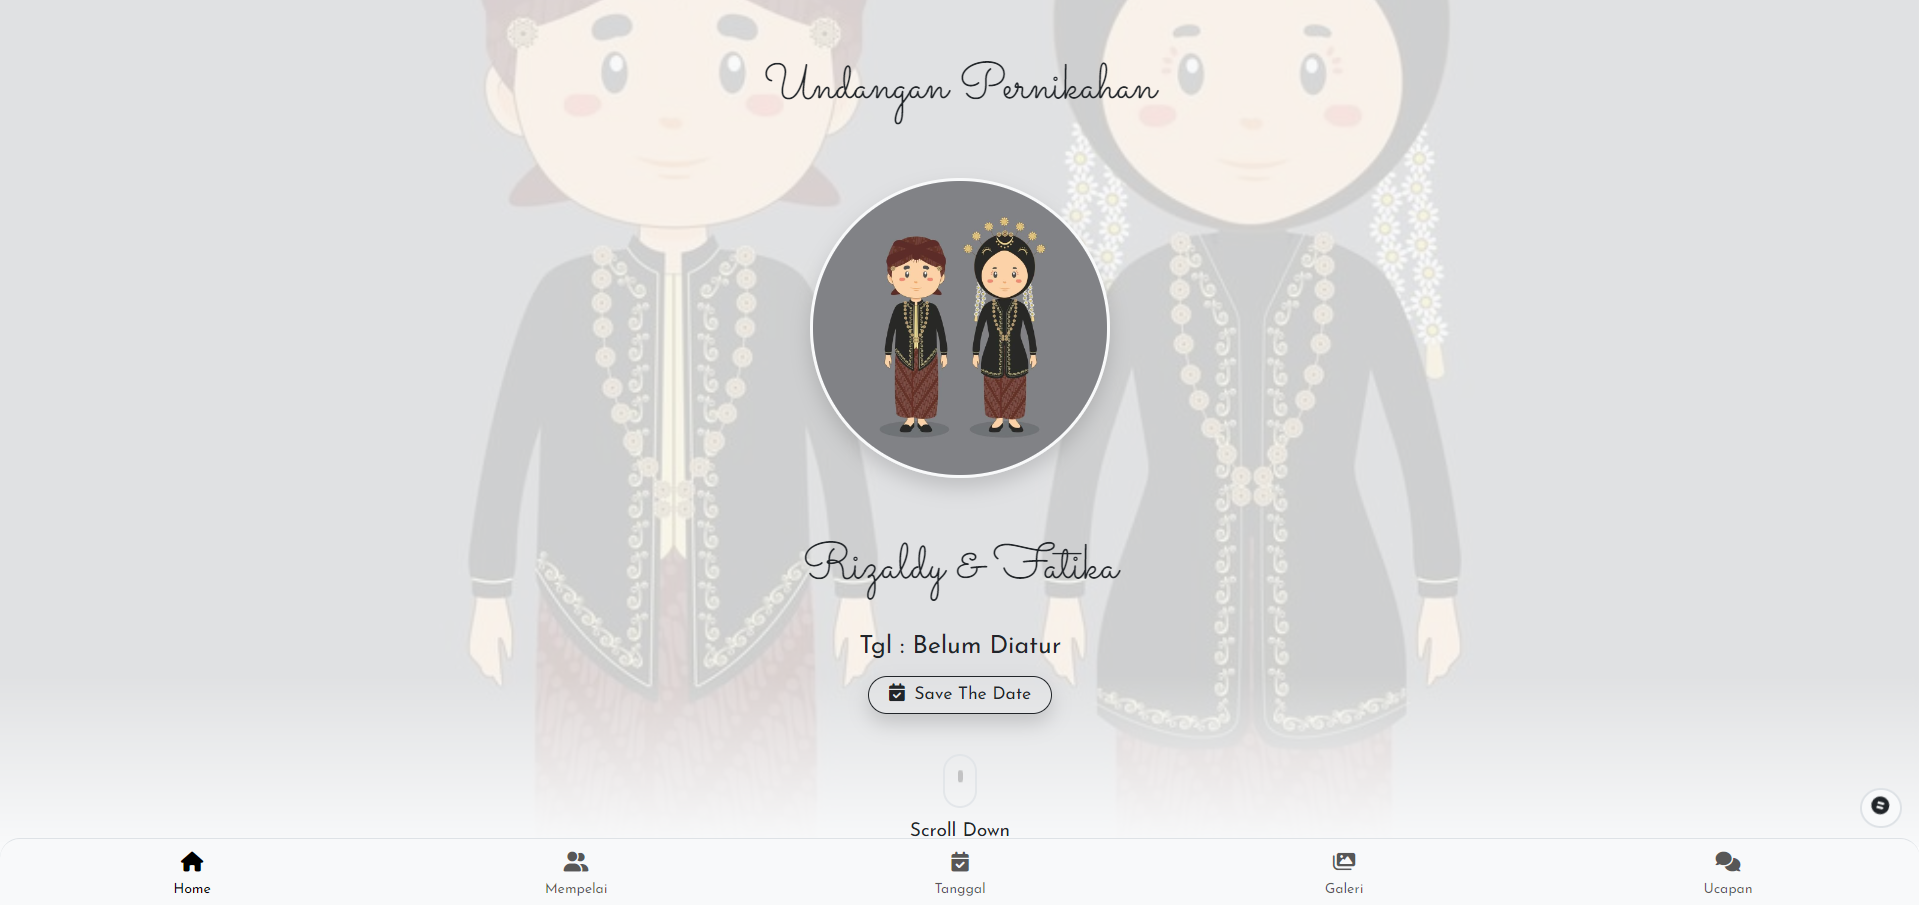 Undangan Pernikahan
Rizaldy & Fatika
Tgl : Belum Diatur
Save The Date
Scroll Down
Home
Mempelai
Tanggal
Galeri
Ucapan